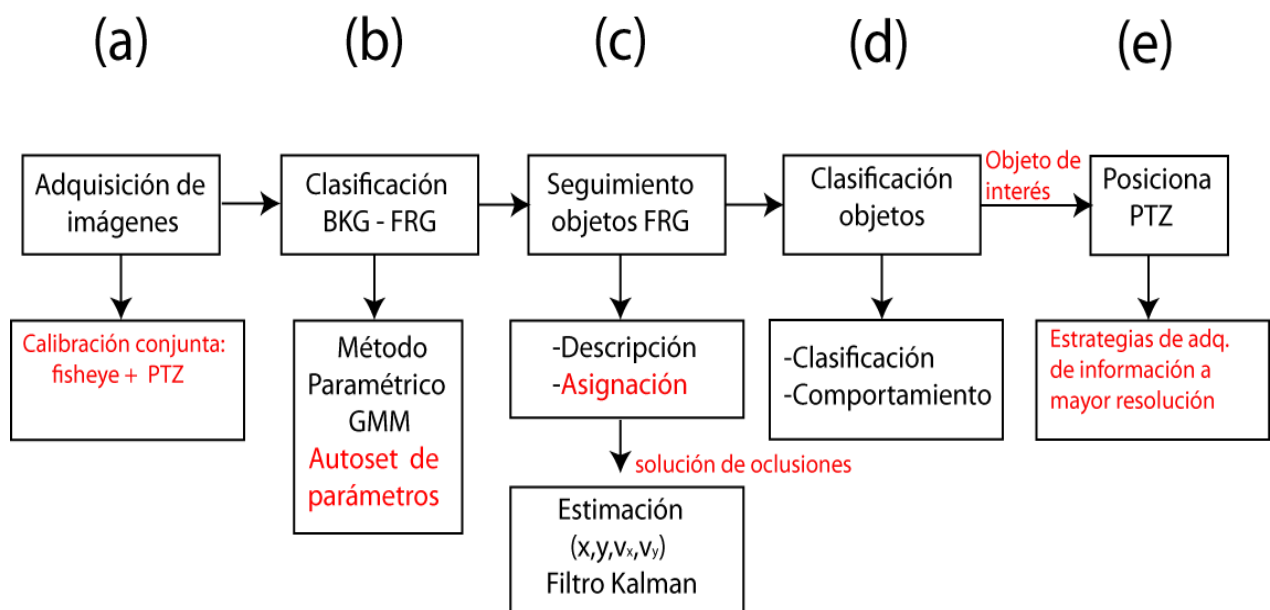 (a)
(b)
(c)
(d)
(e)
Adquisición de
imágenes
Clasificación
BKG - FRG
Seguimiento
objetos FRG
Clasificación
objetos
Objeto de
interés
Posiciona
PTZ
Calibración conjunta:
fisheye + PTZ
Método
Paramétrico
GMM
Autoset de
parámetros
-Descripción
-Asignación
solución de oclusiones
Estimación
(x,y,vx,vy)
Filtro Kalman
-Clasificación
-Comportamiento
Estrategias de adq.
de información a
mayor resolución